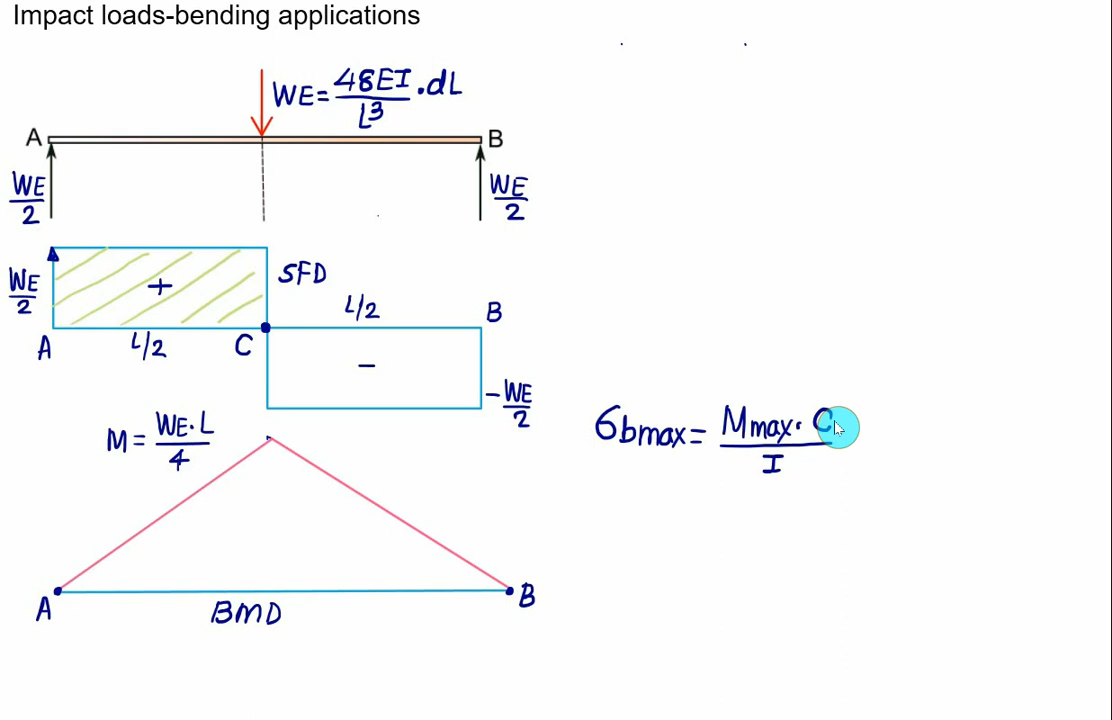 Impact loads-bending applications
WE = 48EI/L3 .dL
A B
WE/2 WE/2
WE/2 + SFD
A L/2 C L/2 B
-
-WE/2
M = WE.L/4
6bmax = Mmax. C/I
A BMD B